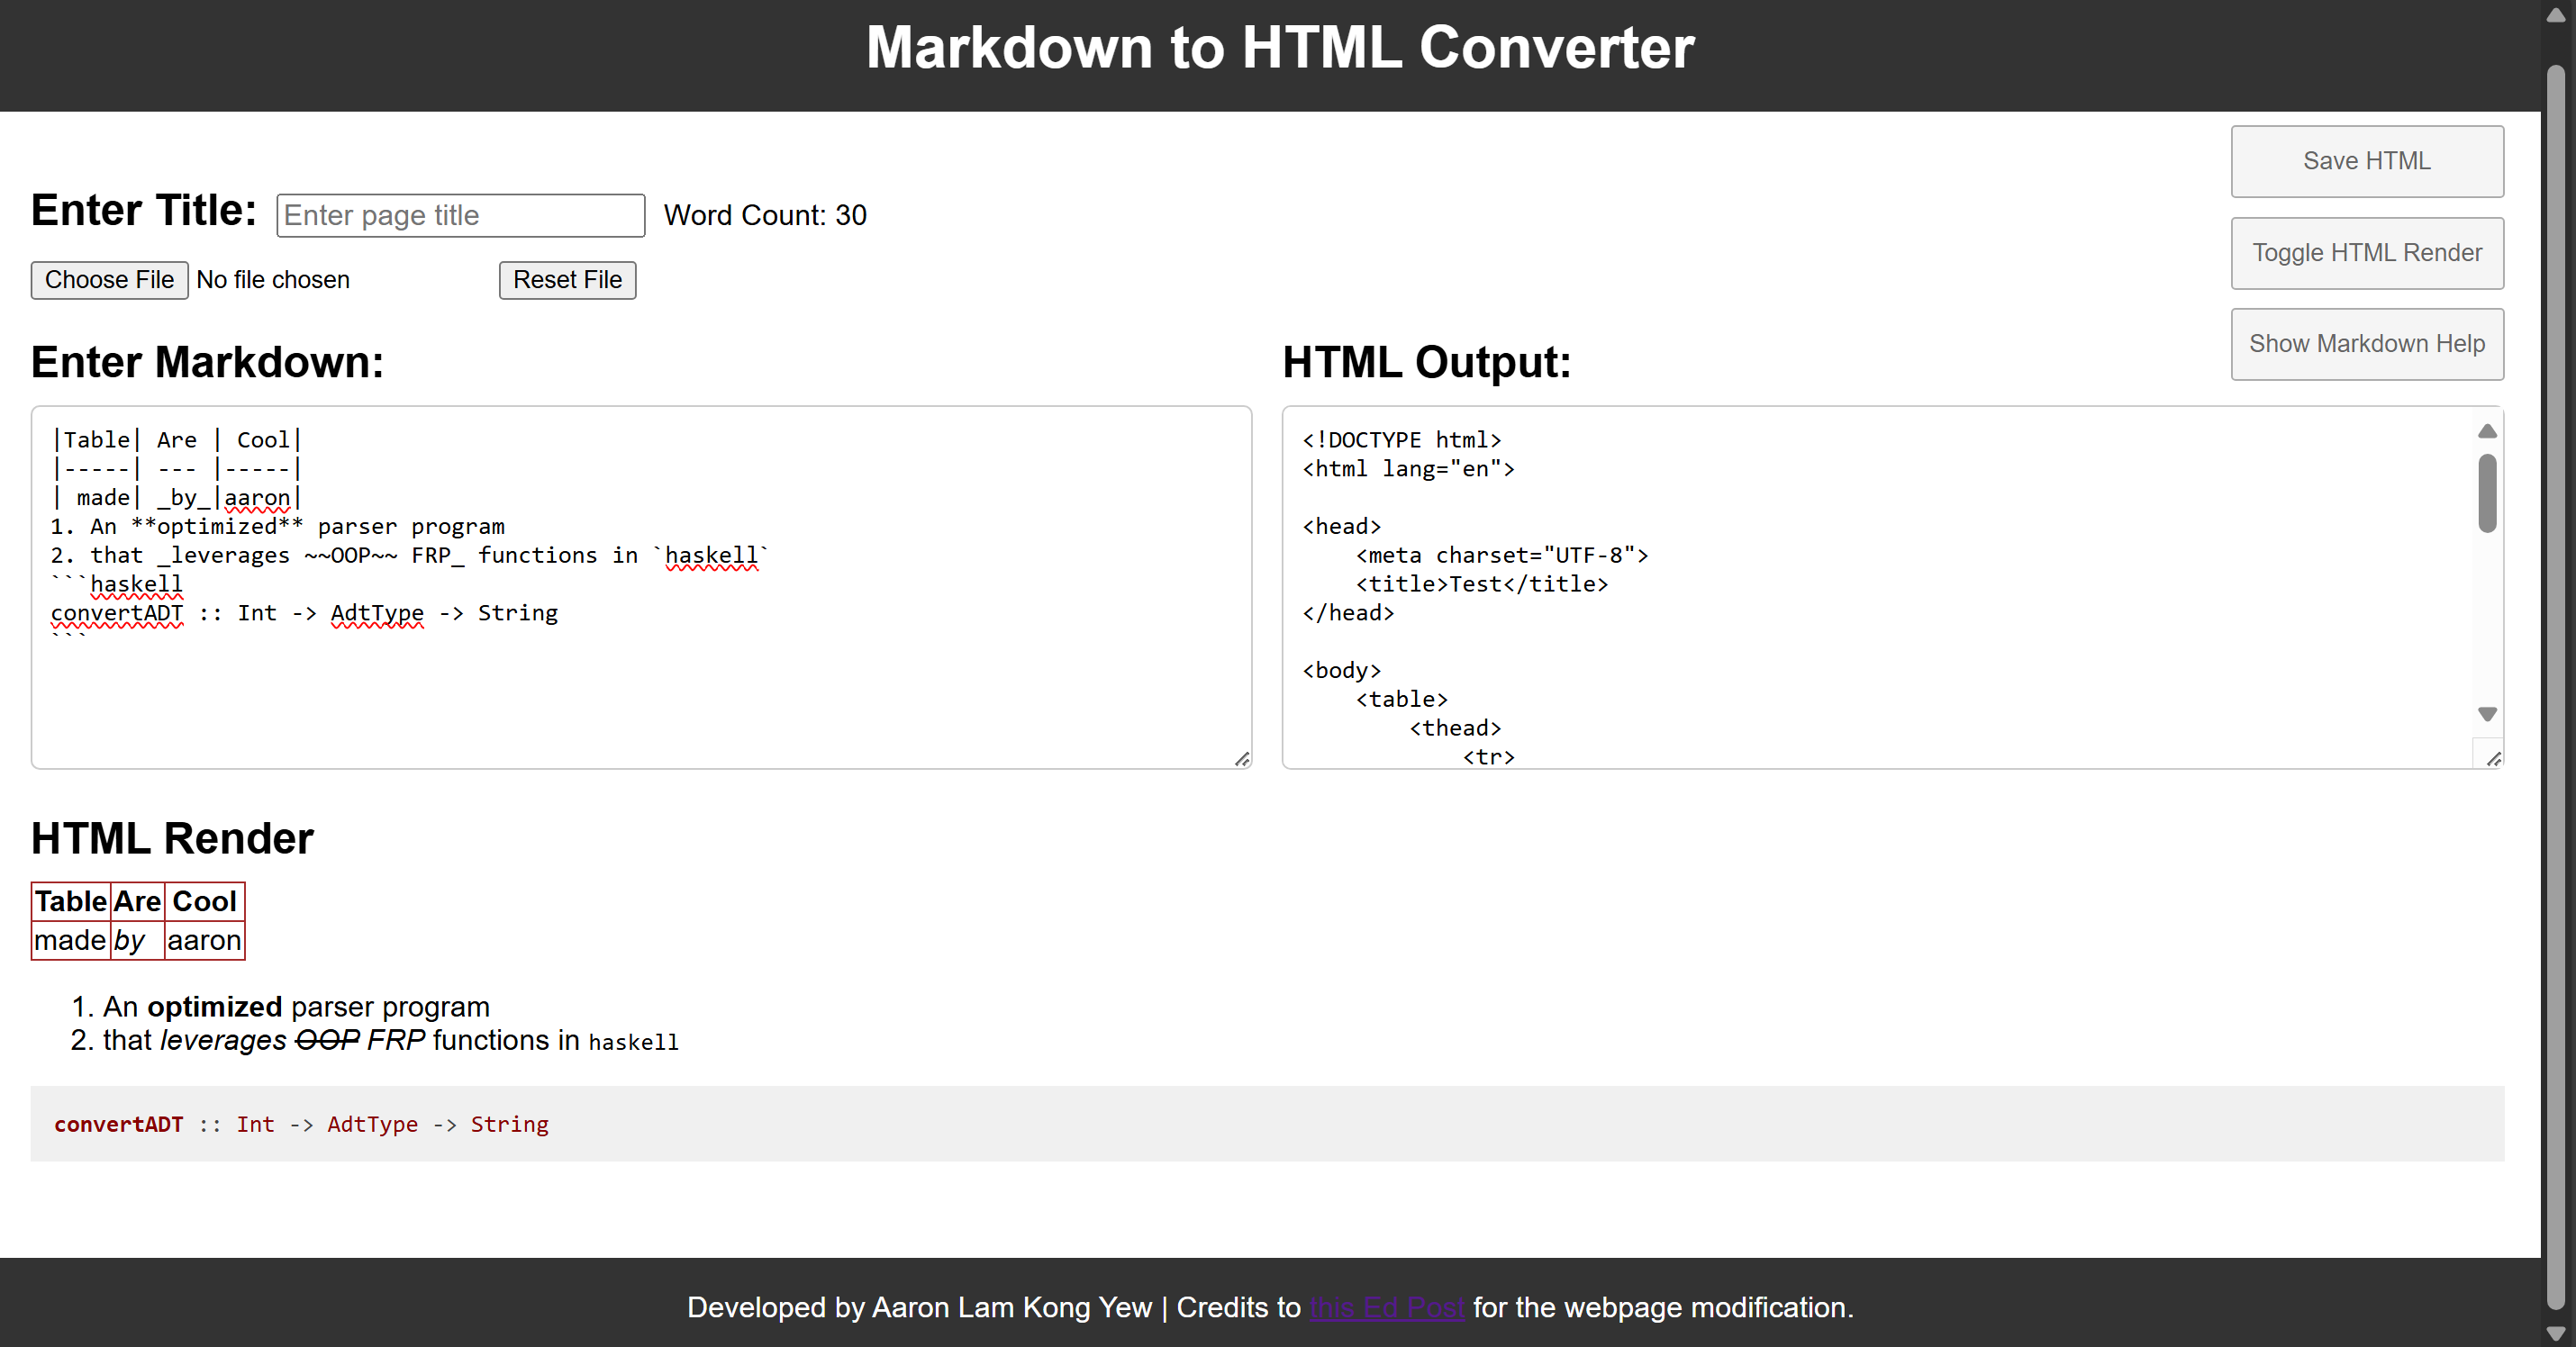 Markdown to HTML Converter
Save HTML
Enter Title: Enter page title Word Count: 30
Toggle HTML Render
Choose File No file chosen Reset File
Show Markdown Help
Enter Markdown:
|Table| Are | Cool|
|-----| --- |-----|
| made| _by_|aaron|
1. An **optimized** parser program
2. that _leverages ~~OOP~~ FRP_ functions in `haskell`
```haskell
convertADT :: Int -> AdtType -> String
```
HTML Output:
<!DOCTYPE html>
<html lang="en">
<head>
    <meta charset="UTF-8">
    <title>Test</title>
</head>
<body>
    <table>
        <thead>
            <tr>
HTML Render
Table Are Cool
made by aaron
1. An optimized parser program
2. that leverages OOP FRP functions in haskell
convertADT :: Int -> AdtType -> String
Developed by Aaron Lam Kong Yew | Credits to this Ed Post for the webpage modification.